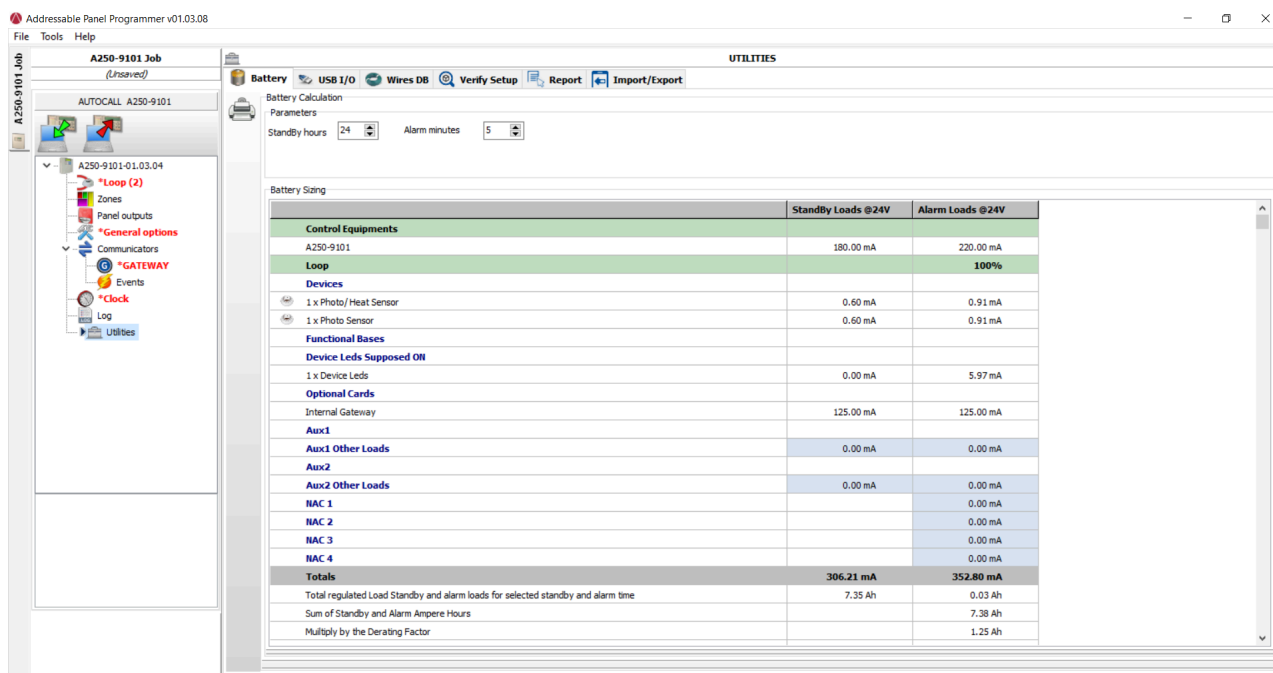 Addressable Panel Programmer v01.03.08
File Tools Help
A250-9101 Job
A250-9101 Job
(Unsaved)
AUTOCALL A250-9101
A250-9101-01.03.04
*Loop (2)
Zones
Panel outputs
*General options
Communicators
*GATEWAY
Events
*Clock
Log
Utilities
UTILITIES
Battery USB I/O Wires DB Verify Setup Report Import/Export
Battery Calculation
Parameters
StandBy hours 24 Alarm minutes 5
Battery Sizing
StandBy Loads @24V Alarm Loads @24V
Control Equipments
A250-9101 180.00 mA 220.00 mA
Loop 100%
Devices
1 x Photo/Heat Sensor 0.60 mA 0.91 mA
1 x Photo Sensor 0.60 mA 0.91 mA
Functional Bases
Device Leds Supposed ON
1 x Device Leds 0.00 mA 5.97 mA
Optional Cards
Internal Gateway 125.00 mA 125.00 mA
Aux1
Aux1 Other Loads 0.00 mA 0.00 mA
Aux2
Aux2 Other Loads 0.00 mA 0.00 mA
NAC 1 0.00 mA
NAC 2 0.00 mA
NAC 3 0.00 mA
NAC 4 0.00 mA
Totals 306.21 mA 352.80 mA
Total regulated Load Standby and alarm loads for selected standby and alarm time 7.35 Ah 0.03 Ah
Sum of Standby and Alarm Ampere Hours 7.38 Ah
Muiltiply by the Derating Factor 1.25 Ah